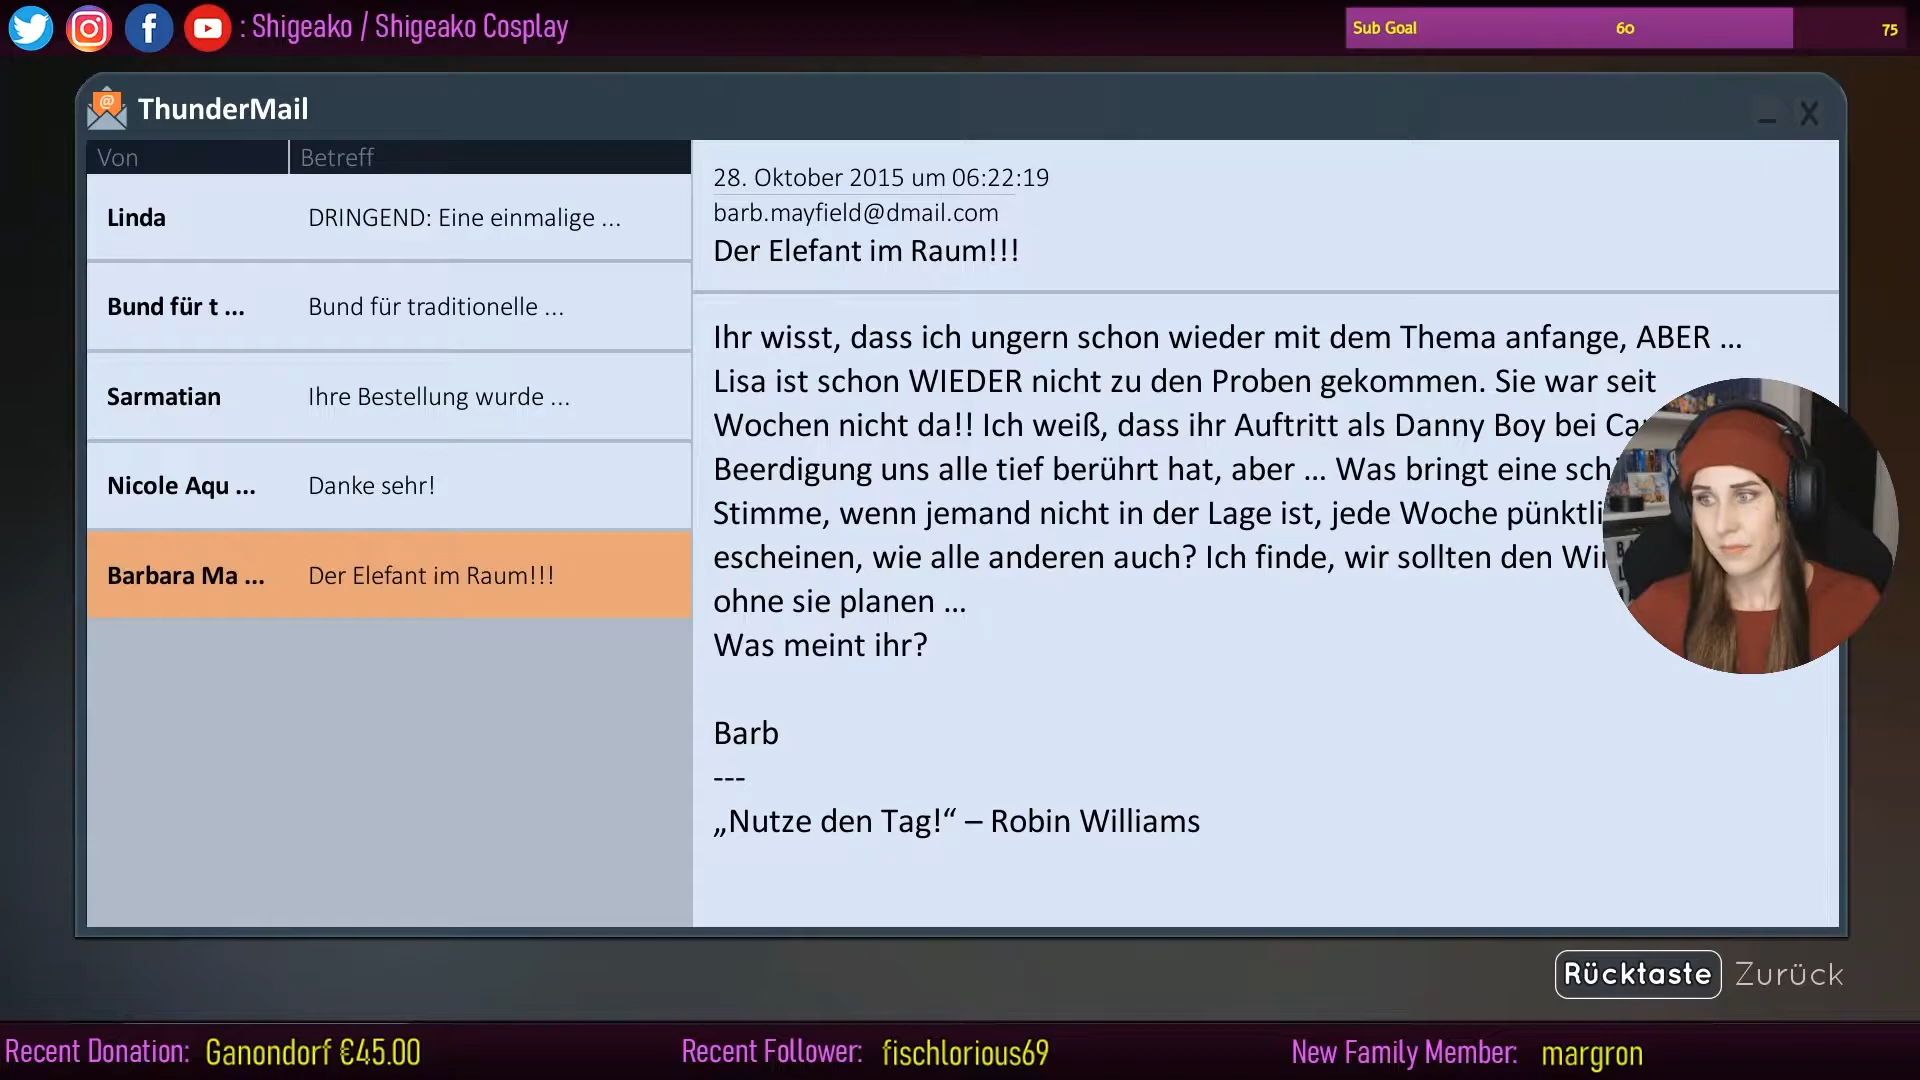 : Shigeako / Shigeako Cosplay
Sub Goal 60 75
ThunderMail
Von Betreff
Linda DRINGEND: Eine einmalige ...
Bund für t ... Bund für traditionelle ...
Sarmatian Ihre Bestellung wurde ...
Nicole Aqu ... Danke sehr!
Barbara Ma ... Der Elefant im Raum!!!
28. Oktober 2015 um 06:22:19
barb.mayfield@dmail.com
Der Elefant im Raum!!!
Ihr wisst, dass ich ungern schon wieder mit dem Thema anfange, ABER ...
Lisa ist schon WIEDER nicht zu den Proben gekommen. Sie war seit
Wochen nicht da!! Ich weiß, dass ihr Auftritt als Danny Boy bei
Beerdigung uns alle tief berührt hat, aber ... Was bringt eine
Stimme, wenn jemand nicht in der Lage ist, jede Woche
escheinen, wie alle anderen auch? Ich finde, wir sollten den
ohne sie planen ...
Was meint ihr?
Barb
---
„Nutze den Tag!“ – Robin Williams
Rücktaste Zurück
Recent Donation: Ganondorf €45.00 Recent Follower: fischlorious69 New Family Member: margron